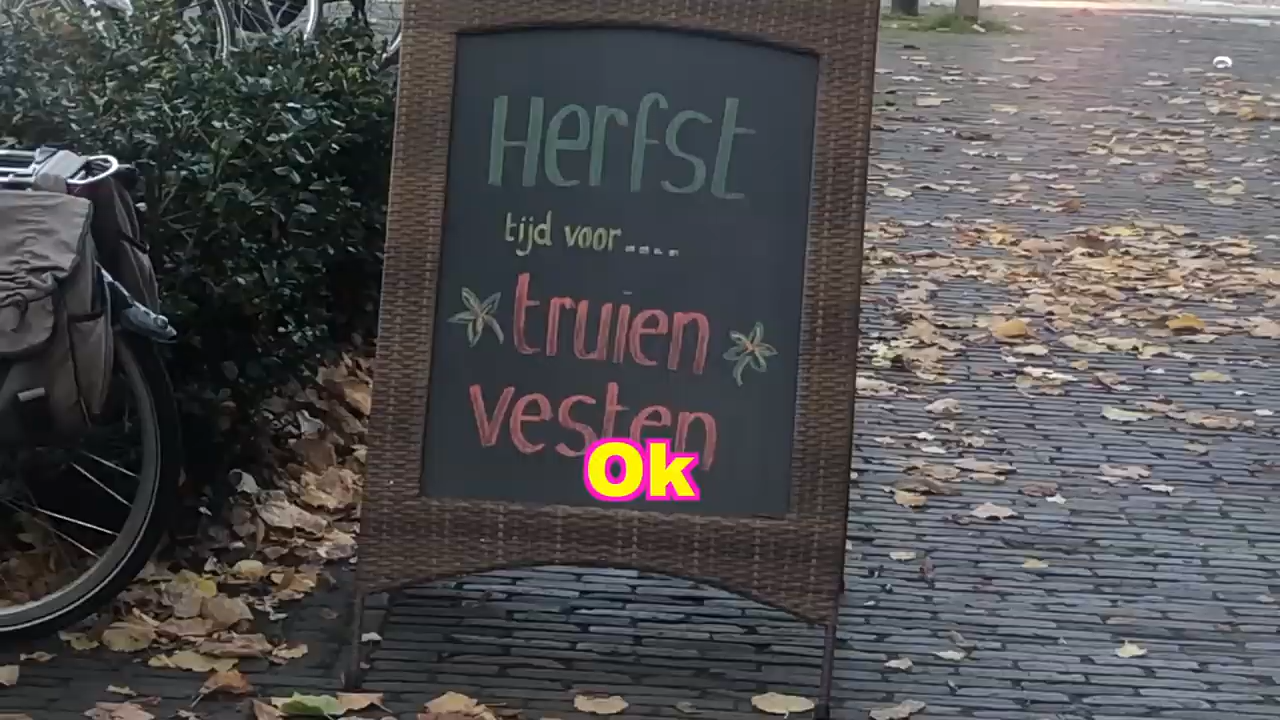 Herfst
tijd voor....
truien
vesten
Ok